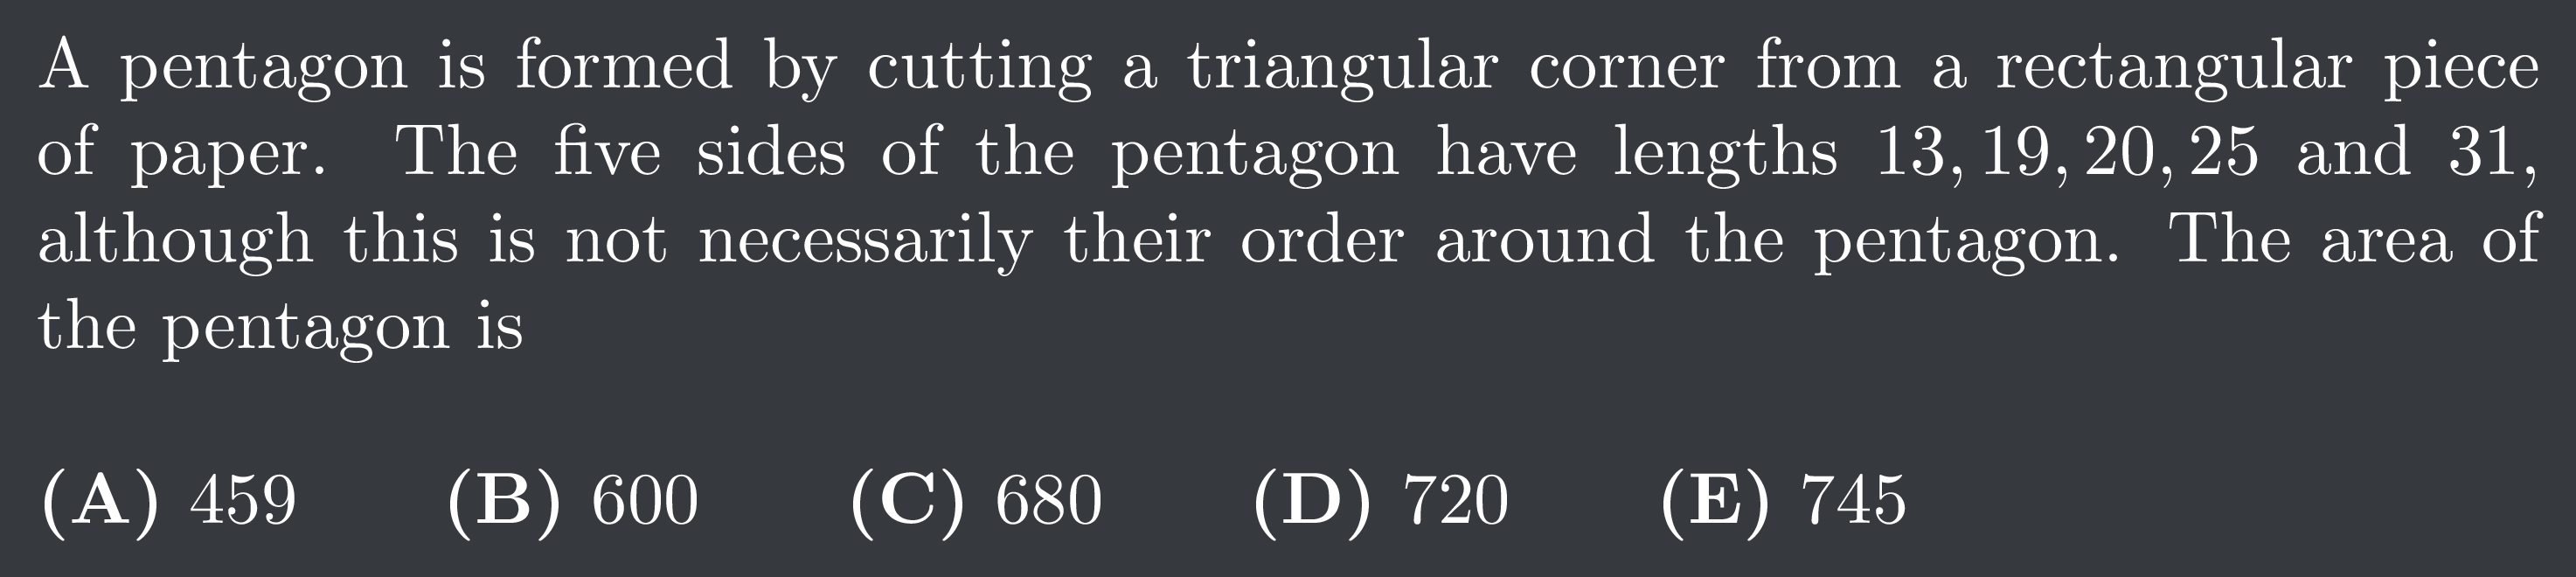 A pentagon is formed by cutting a triangular corner from a rectangular piece
of paper. The five sides of the pentagon have lengths 13, 19, 20, 25 and 31,
although this is not necessarily their order around the pentagon. The area of
the pentagon is
(A) 459 (B) 600 (C) 680 (D) 720 (E) 745